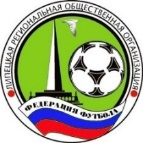 ЛИПЕЦКАЯ РЕГИОНАЛЬНАЯ ОБЩЕСТВЕННАЯ ОРГАНИЗАЦИЯ
ФЕДЕРАЦИЯ ФУТБОЛА